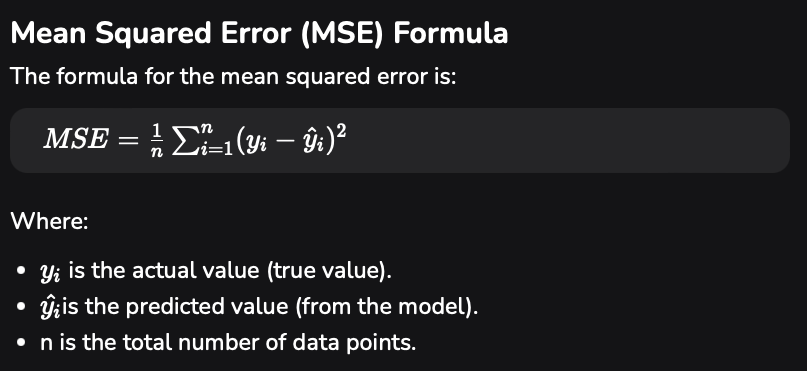 Mean Squared Error (MSE) Formula
The formula for the mean squared error is:
MSE = 1/n ∑ⁿᵢ₌₁(yᵢ − ŷᵢ)²
Where:
• yᵢ is the actual value (true value).
• ŷᵢis the predicted value (from the model).
• n is the total number of data points.